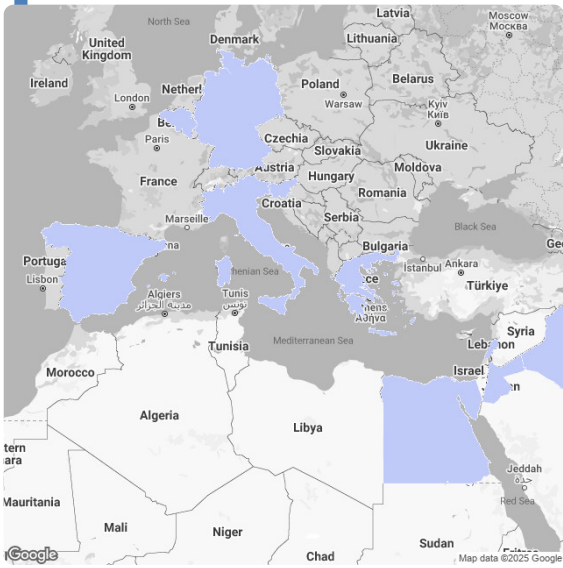 North Sea
Latvia
Moscow
Москва
Denmark
Lithuania
United
Kingdom
Ireland
Belarus
Poland
London
Warsaw
Kyiv
Київ
Paris
Czechia
Slovakia
Ukraine
Austria
Moldova
France
Hungary
Romania
Croatia
Serbia
Marseille
Black Sea
Bulgaria
Istanbul
Ankara
Türkiye
Portuga
Lisbon
Algiers
مدينة الجزائر
Tunis
تونس
Αθήνα
Tunisia
Mediterranean Sea
Syria
Israel
Morocco
Algeria
Libya
Jeddah
جدة
Red Sea
Mauritania
Mali
Niger
Chad
Sudan
Google
Map data ©2025 Google